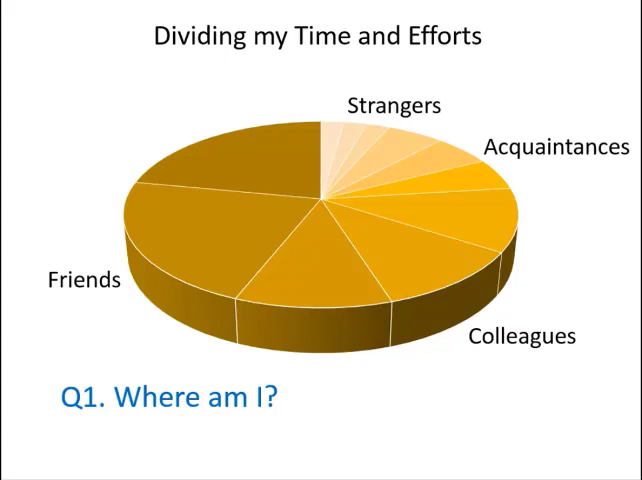 Dividing my Time and Efforts
Strangers
Acquaintances
Friends
Colleagues
Q1. Where am I?